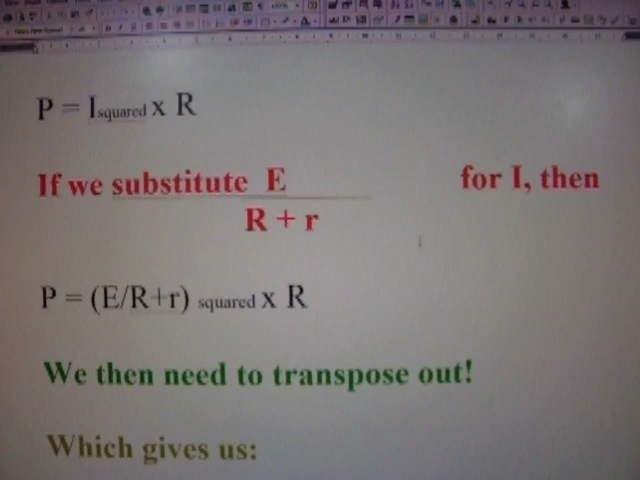 P = Isquared x R
If we substitute E for I, then
R + r
P = (E/R+r) squared x R
We then need to transpose out!
Which gives us: